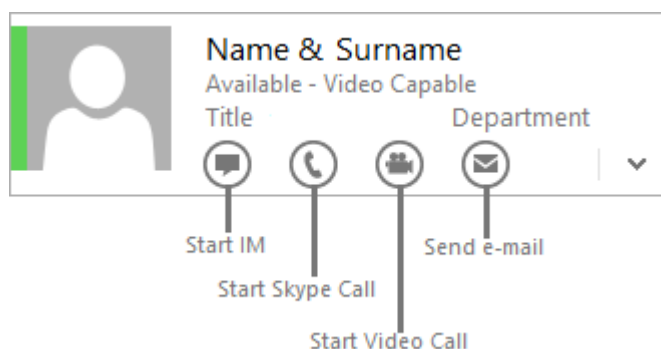 Name & Surname
Available - Video Capable
Title Department
Start IM
Send e-mail
Start Skype Call
Start Video Call